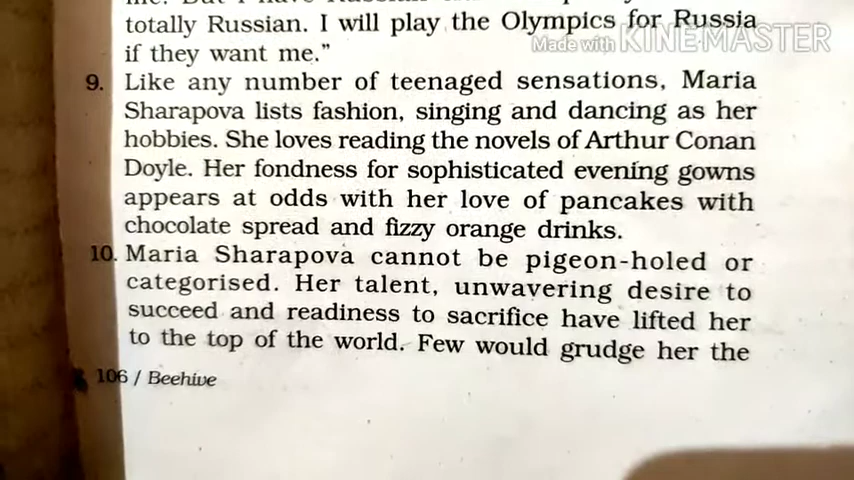 totally Russian. I will play the Olympics for Russia
if they want me."
Made with KINEMASTER
9. Like any number of teenaged sensations, Maria
Sharapova lists fashion, singing and dancing as her
hobbies. She loves reading the novels of Arthur Conan
Doyle. Her fondness for sophisticated evening gowns
appears at odds with her love of pancakes with
chocolate spread and fizzy orange drinks.
10. Maria Sharapova cannot be pigeon-holed or
categorised. Her talent, unwavering desire to
succeed and readiness to sacrifice have lifted her
to the top of the world. Few would grudge her the
106 / Beehive